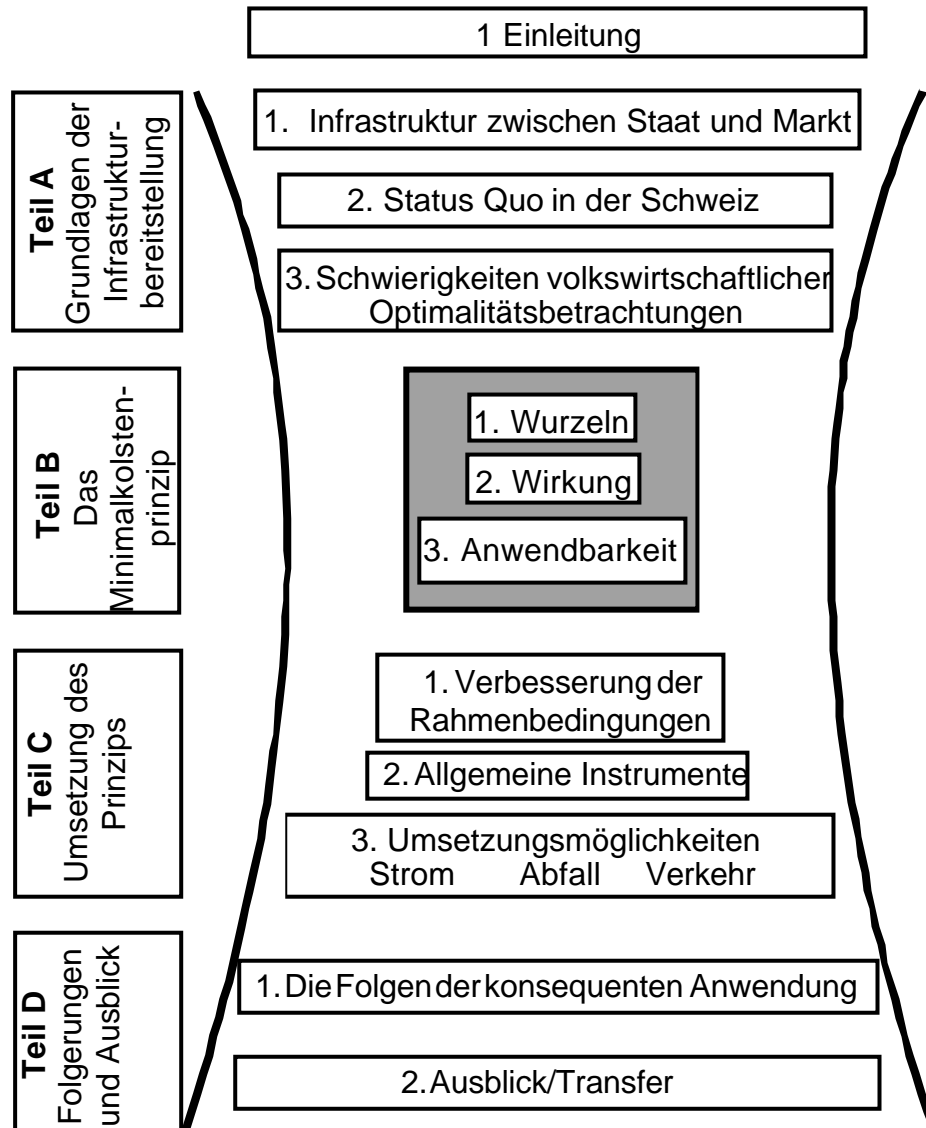 1 Einleitung
Teil A
Grundlagen der
Infrastruktur-
bereitstellung
1. Infrastruktur zwischen Staat und Markt
2. Status Quo in der Schweiz
3. Schwierigkeiten volkswirtschaftlicher
Optimalitätsbetrachtungen
Teil B
Das
Minimalkolsten-
prinzip
1. Wurzeln
2. Wirkung
3. Anwendbarkeit
Teil C
Umsetzung des
Prinzips
1. Verbesserung der
Rahmenbedingungen
2. Allgemeine Instrumente
3. Umsetzungsmöglichkeiten
Strom Abfall Verkehr
Teil D
Folgerungen
und Ausblick
1. Die Folgen der konsequenten Anwendung
2. Ausblick/Transfer